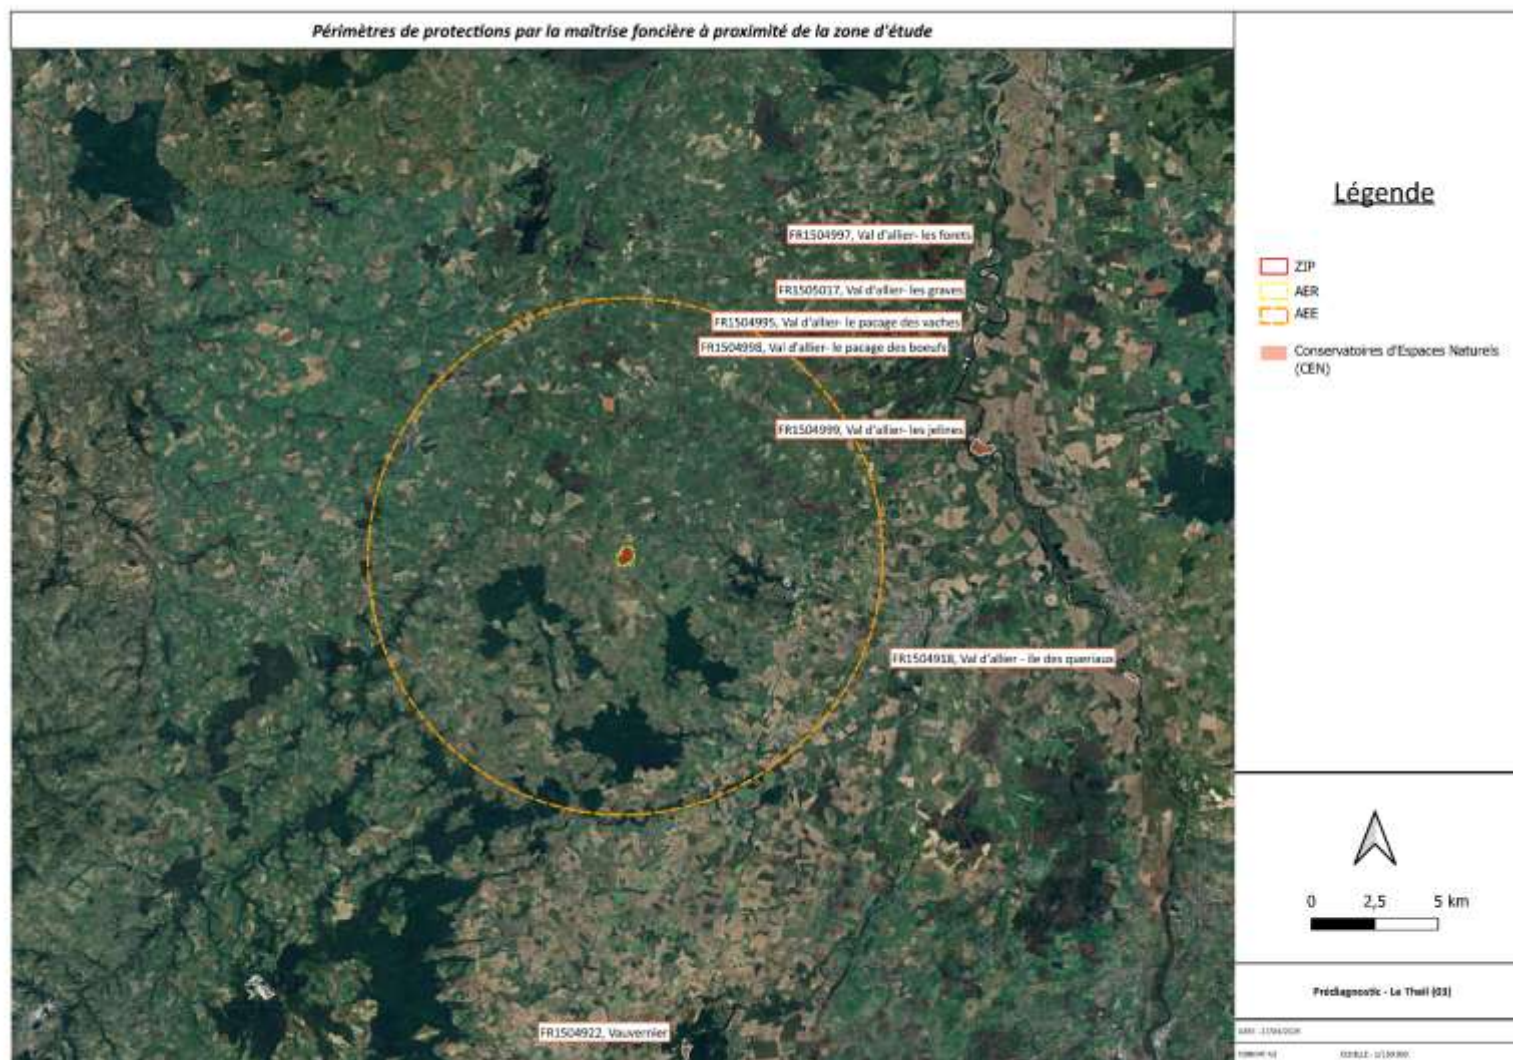 Périmètres de protections par la maîtrise foncière à proximité de la zone d'étude
FR1504997, Val d'allier- les forets
FR1505017, Val d'allier- les graves
FR1504995, Val d'allier- le pacage des vaches
FR1504998, Val d'allier- le pacage des boeufs
FR1504999, Val d'allier- les jelines
FR1504918, Val d'allier - ile des queriaux
FR1504922, Vauvernier
Légende
ZIP
AER
AEE
Conservatoires d'Espaces Naturels
(CEN)
0 2,5 5 km
Prédiagnostic - Le Theil (03)